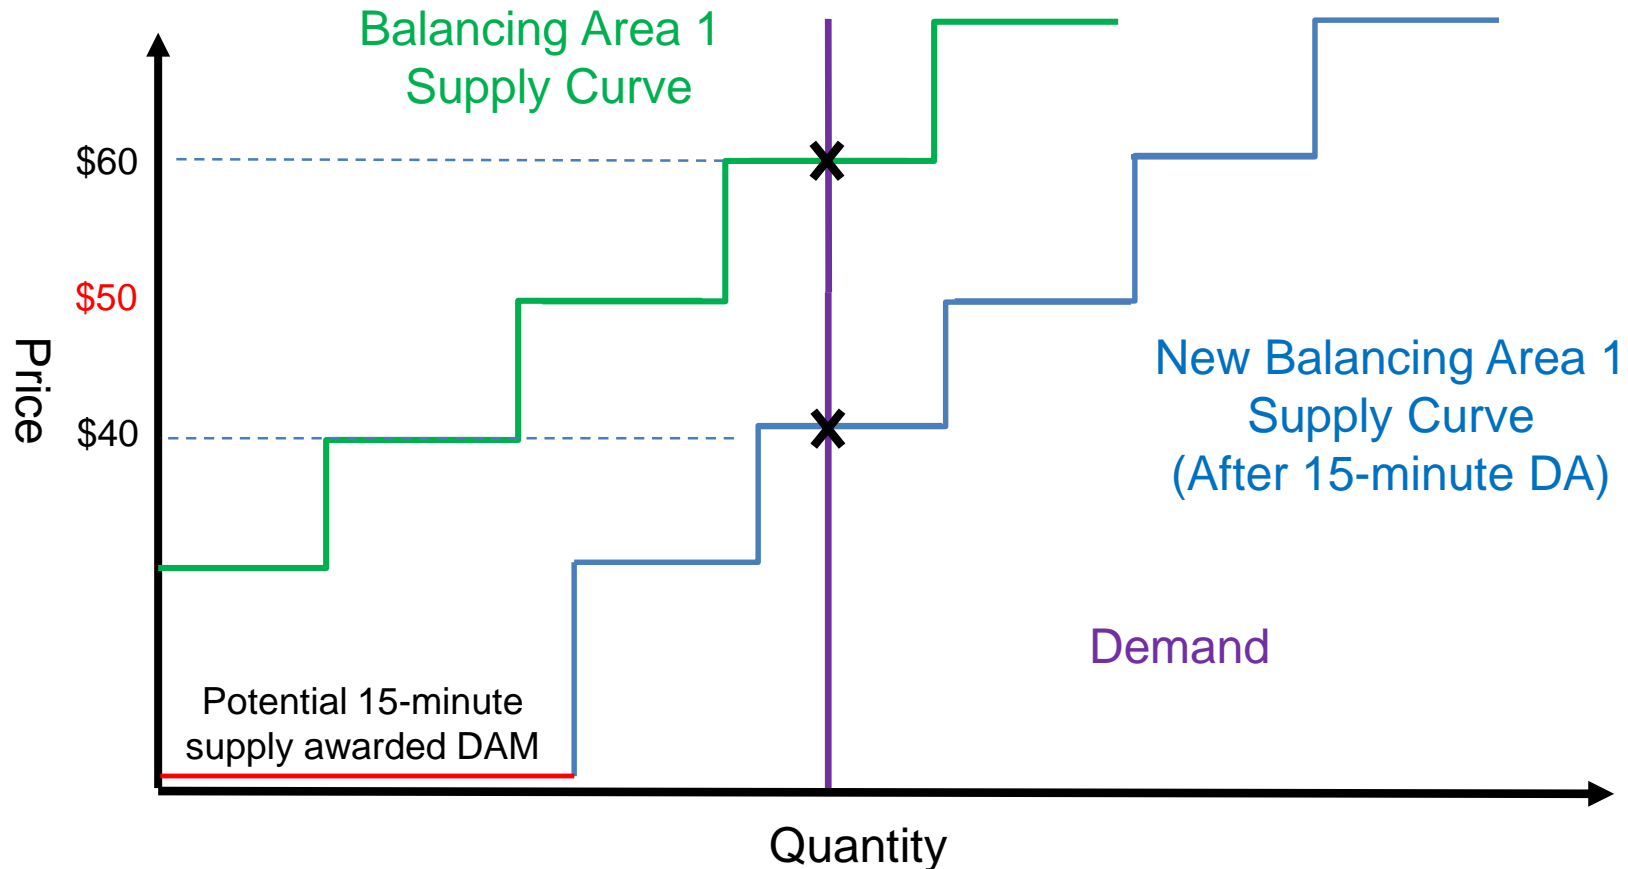 Balancing Area 1
Supply Curve
$60
$50
$40
Price
New Balancing Area 1
Supply Curve
(After 15-minute DA)
Demand
Potential 15-minute
supply awarded DAM
Quantity